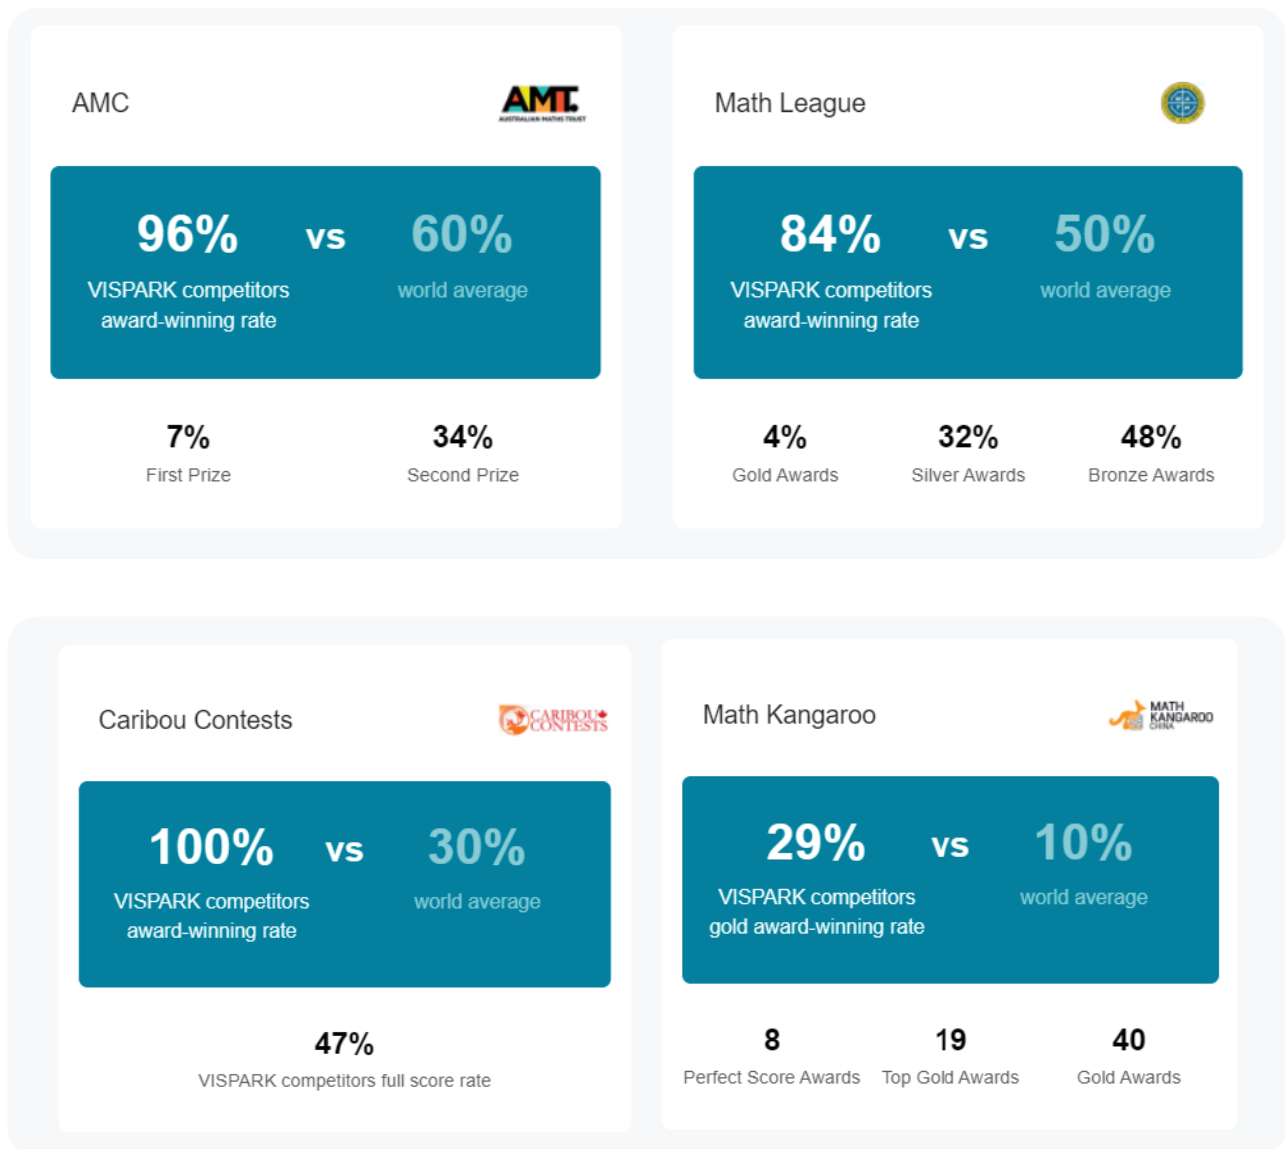 AMC
AMT.
AUSTRALIAN MATHS TRUST
96% vs 60%
VISPARK competitors world average
award-winning rate
7% 34%
First Prize Second Prize
Math League
84% vs 50%
VISPARK competitors world average
award-winning rate
4% 32% 48%
Gold Awards Silver Awards Bronze Awards
Caribou Contests
CARIBOU
CONTESTS
100% vs 30%
VISPARK competitors world average
award-winning rate
47%
VISPARK competitors full score rate
Math Kangaroo
MATH
KANGAROO
CHINA
29% vs 10%
VISPARK competitors world average
gold award-winning rate
8 19 40
Perfect Score Awards Top Gold Awards Gold Awards